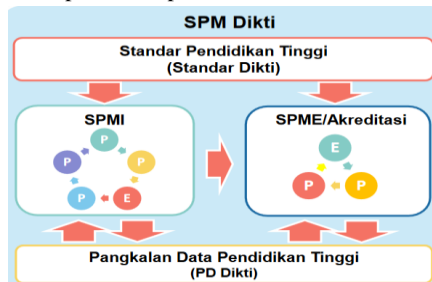 SPM Dikti
Standar Pendidikan Tinggi
(Standar Dikti)
SPMI
P
P
P
P
E
SPME/Akreditasi
E
P
P
Pangkalan Data Pendidikan Tinggi
(PD Dikti)